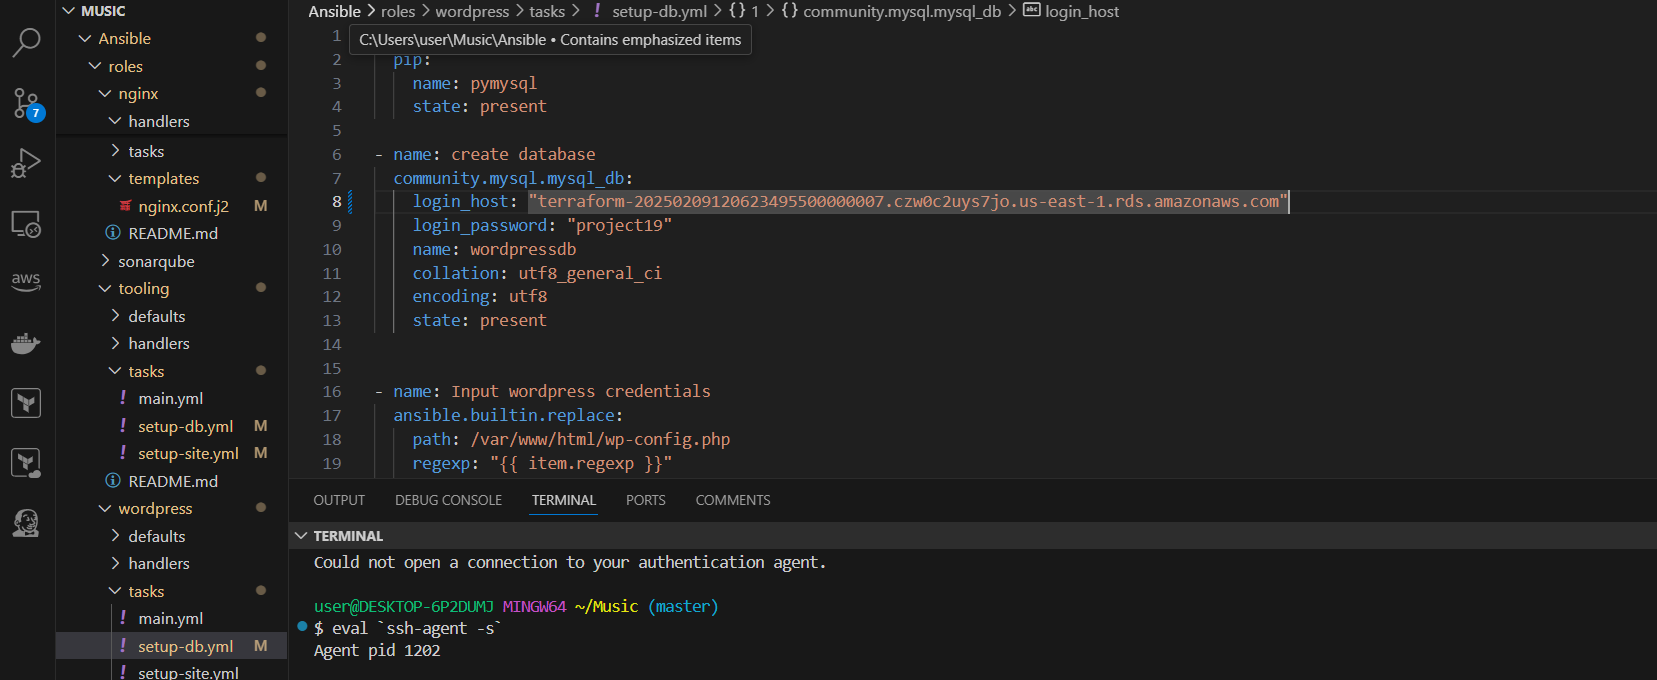 MUSIC
Ansible
roles
nginx
handlers
tasks
templates
nginx.conf.j2 M
README.md
sonarqube
tooling
defaults
handlers
tasks
! main.yml
! setup-db.yml M
! setup-site.yml M
README.md
wordpress
defaults
handlers
tasks
! main.yml
! setup-db.yml M
! setup-site.yml
7
aws
Ansible > roles > wordpress > tasks > ! setup-db.yml > {} 1 > {} community.mysql.mysql_db > abc login_host
C:\Users\user\Music\Ansible • Contains emphasized items
1
2 pip:
3 name: pymysql
4 state: present
5
6 - name: create database
7 community.mysql.mysql_db:
8 login_host: "terraform-20250209120623495500000007.czw0c2uys7jo.us-east-1.rds.amazonaws.com"
9 login_password: "project19"
10 name: wordpressdb
11 collation: utf8_general_ci
12 encoding: utf8
13 state: present
14
15
16 - name: Input wordpress credentials
17 ansible.builtin.replace:
18 path: /var/www/html/wp-config.php
19 regexp: "{{ item.regexp }}"
OUTPUT DEBUG CONSOLE TERMINAL PORTS COMMENTS
TERMINAL
Could not open a connection to your authentication agent.
user@DESKTOP-6P2DUMJ MINGW64 ~/Music (master)
$ eval `ssh-agent -s`
Agent pid 1202